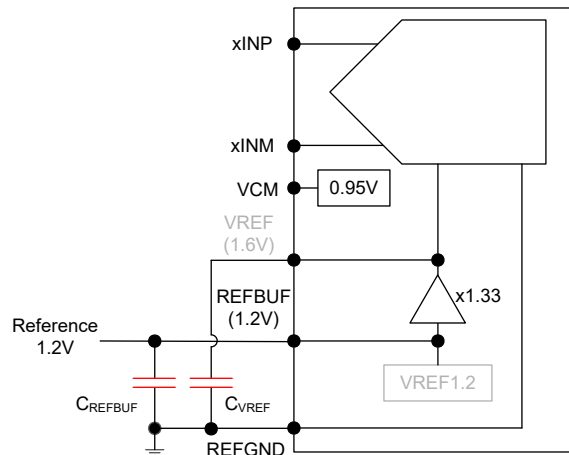 xINP
xINM
VCM
0.95V
VREF
(1.6V)
REFBUF
(1.2V)
x1.33
Reference
1.2V
VREF1.2
CREFBUF
CVREF
REFGND